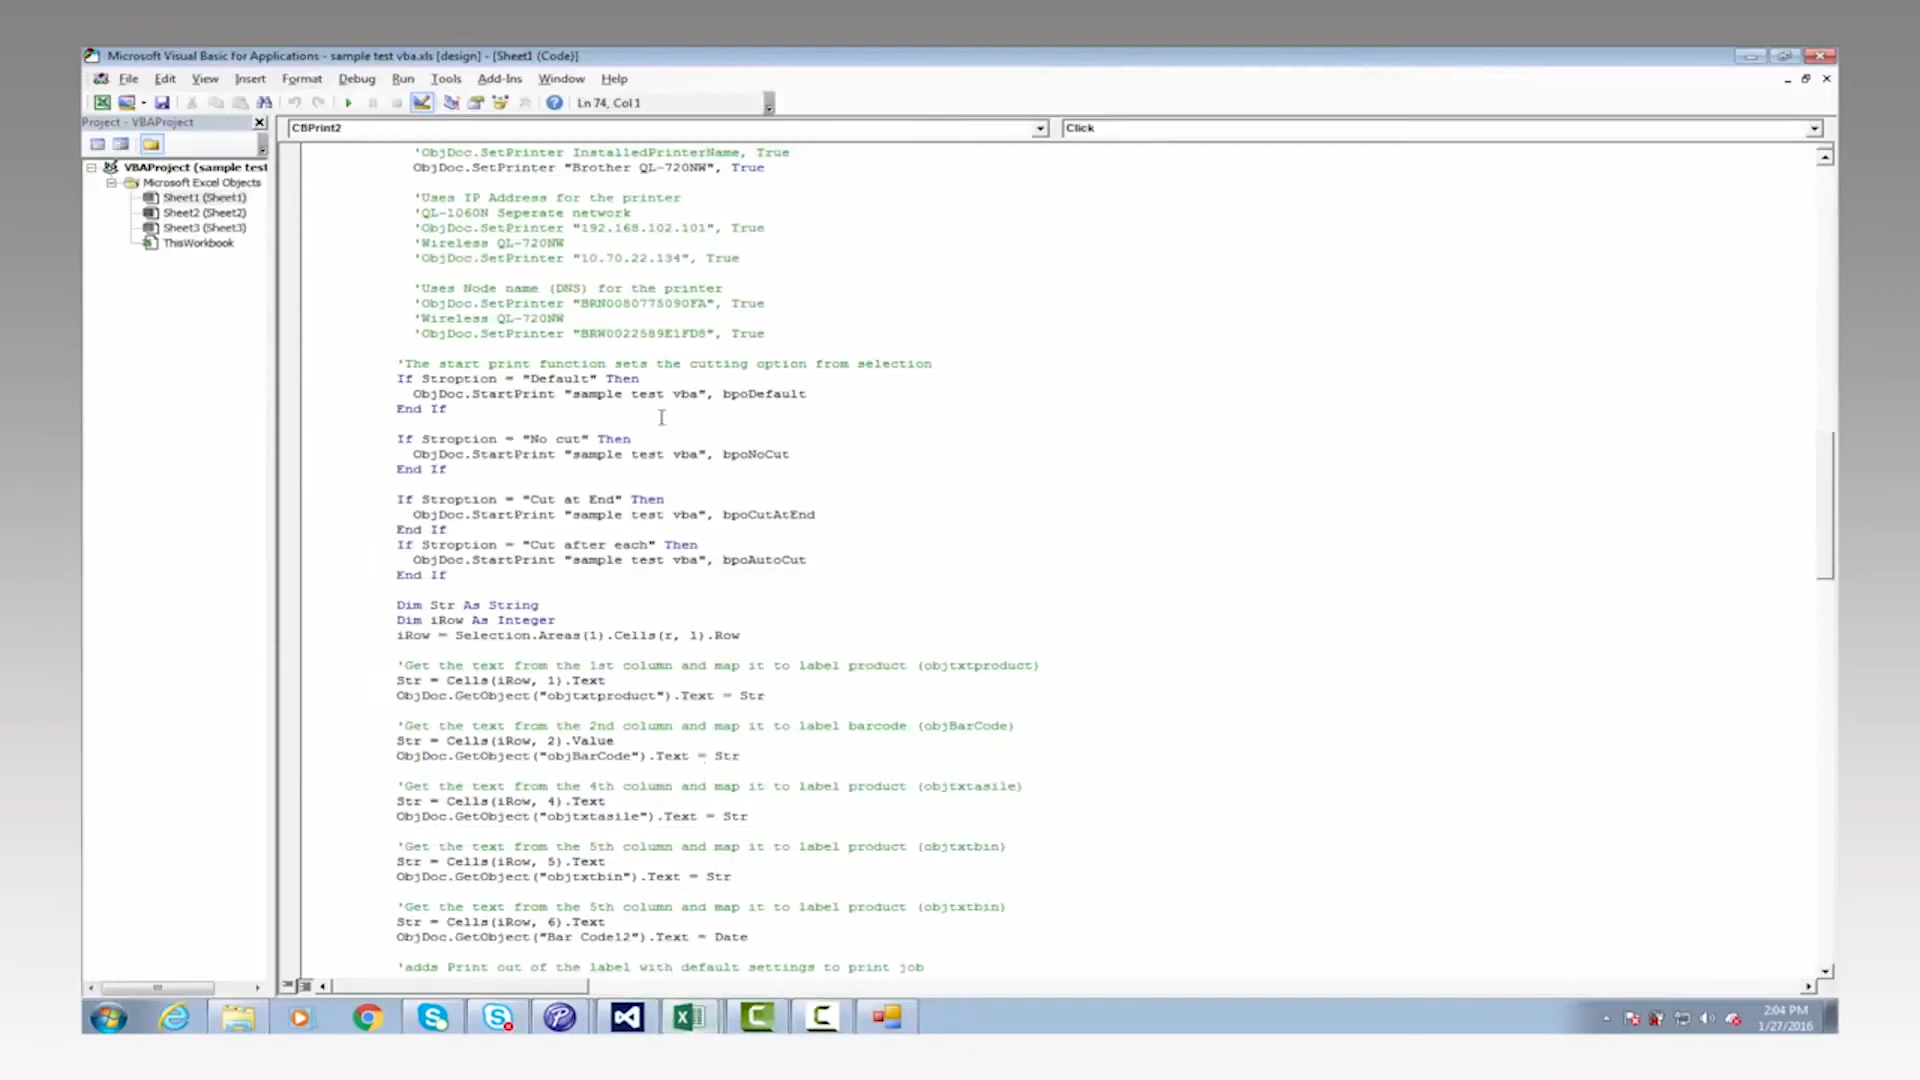 Microsoft Visual Basic for Applications - sample test vba.xls [design] - [Sheet1 (Code)]
File Edit View Insert Format Debug Run Tools Add-Ins Window Help
Ln 74, Col 1
Project - VBAProject
CBPrint2
Click
VBAProject (sample test
Microsoft Excel Objects
Sheet1 (Sheet1)
Sheet2 (Sheet2)
Sheet3 (Sheet3)
ThisWorkbook
'ObjDoc.SetPrinter InstalledPrinterName, True
ObjDoc.SetPrinter "Brother QL-720NW", True
'Uses IP Address for the printer
'QL-1060N Seperate network
'ObjDoc.SetPrinter "192.168.102.101", True
'Wireless QL-720NW
'ObjDoc.SetPrinter "10.70.22.134", True
'Uses Node name (DNS) for the printer
'ObjDoc.SetPrinter "BRN0080775090FA", True
'Wireless QL-720NW
'ObjDoc.SetPrinter "BRW0022589E1FD8", True
'The start print function sets the cutting option from selection
If Stroption = "Default" Then
ObjDoc.StartPrint "sample test vba", bpoDefault
End If
If Stroption = "No cut" Then
ObjDoc.StartPrint "sample test vba", bpoNoCut
End If
If Stroption = "Cut at End" Then
ObjDoc.StartPrint "sample test vba", bpoCutAtEnd
End If
If Stroption = "Cut after each" Then
ObjDoc.StartPrint "sample test vba", bpoAutoCut
End If
Dim Str As String
Dim iRow As Integer
iRow = Selection.Areas(1).Cells(r, 1).Row
'Get the text from the 1st column and map it to label product (objtxtproduct)
Str = Cells(iRow, 1).Text
ObjDoc.GetObject("objtxtproduct").Text = Str
'Get the text from the 2nd column and map it to label barcode (objBarCode)
Str = Cells(iRow, 2).Value
ObjDoc.GetObject("objBarCode").Text = Str
'Get the text from the 4th column and map it to label product (objtxtasile)
Str = Cells(iRow, 4).Text
ObjDoc.GetObject("objtxtasile").Text = Str
'Get the text from the 5th column and map it to label product (objtxtbin)
Str = Cells(iRow, 5).Text
ObjDoc.GetObject("objtxtbin").Text = Str
'Get the text from the 5th column and map it to label product (objtxtbin)
Str = Cells(iRow, 6).Text
ObjDoc.GetObject("Bar Code12").Text = Date
'adds Print out of the label with default settings to print job
2:04 PM
1/27/2016